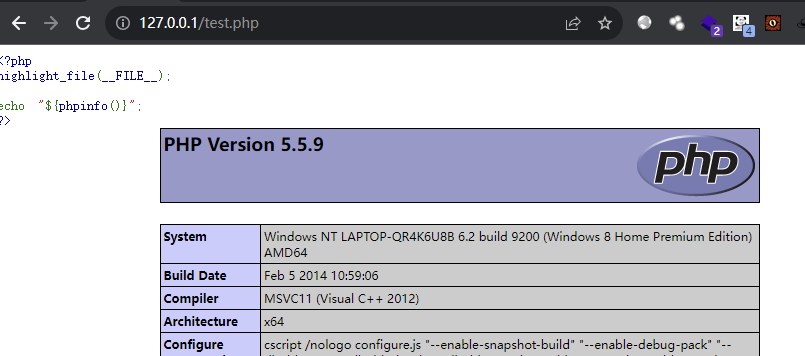 127.0.0.1/test.php
2
4
<?php
highlight_file(__FILE__);
echo "${phpinfo()}";
?>
PHP Version 5.5.9
php
System
Windows NT LAPTOP-QR4K6U8B 6.2 build 9200 (Windows 8 Home Premium Edition)
AMD64
Build Date
Feb 5 2014 10:59:06
Compiler
MSVC11 (Visual C++ 2012)
Architecture
x64
Configure
cscript /nologo configure.js "--enable-snapshot-build" "--enable-debug-pack" "--